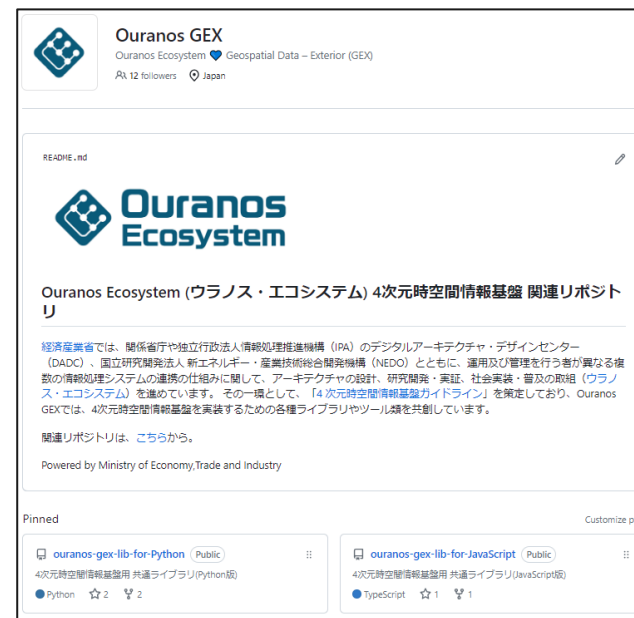 Ouranos GEX
Ouranos Ecosystem 💙 Geospatial Data – Exterior (GEX)
12 followers Japan
README.md
Ouranos
Ecosystem
Ouranos Ecosystem (ウラノス・エコシステム) 4次元時空間情報基盤 関連リポジト
リ
経済産業省では、関係省庁や独立行政法人情報処理推進機構（IPA）のデジタルアーキテクチャ・デザインセンター
（DADC）、国立研究開発法人 新エネルギー・産業技術総合開発機構（NEDO）とともに、運用及び管理を行う者が異なる複
数の情報処理システムの連携の仕組みに関して、アーキテクチャの設計、研究開発・実証、社会実装・普及の取組（ウラノ
ス・エコシステム）を進めています。 その一環として、「4 次元時空間情報基盤ガイドライン」を策定しており、Ouranos
GEXでは、4次元時空間情報基盤を実装するための各種ライブラリやツール類を共創しています。
関連リポジトリは、こちらから。
Powered by Ministry of Economy,Trade and Industry
Pinned
Customize p
ouranos-gex-lib-for-Python Public
4次元時空間情報基盤用 共通ライブラリ(Python版)
Python 2 2
ouranos-gex-lib-for-JavaScript Public
4次元時空間情報基盤用 共通ライブラリ(JavaScript版)
TypeScript 1 1